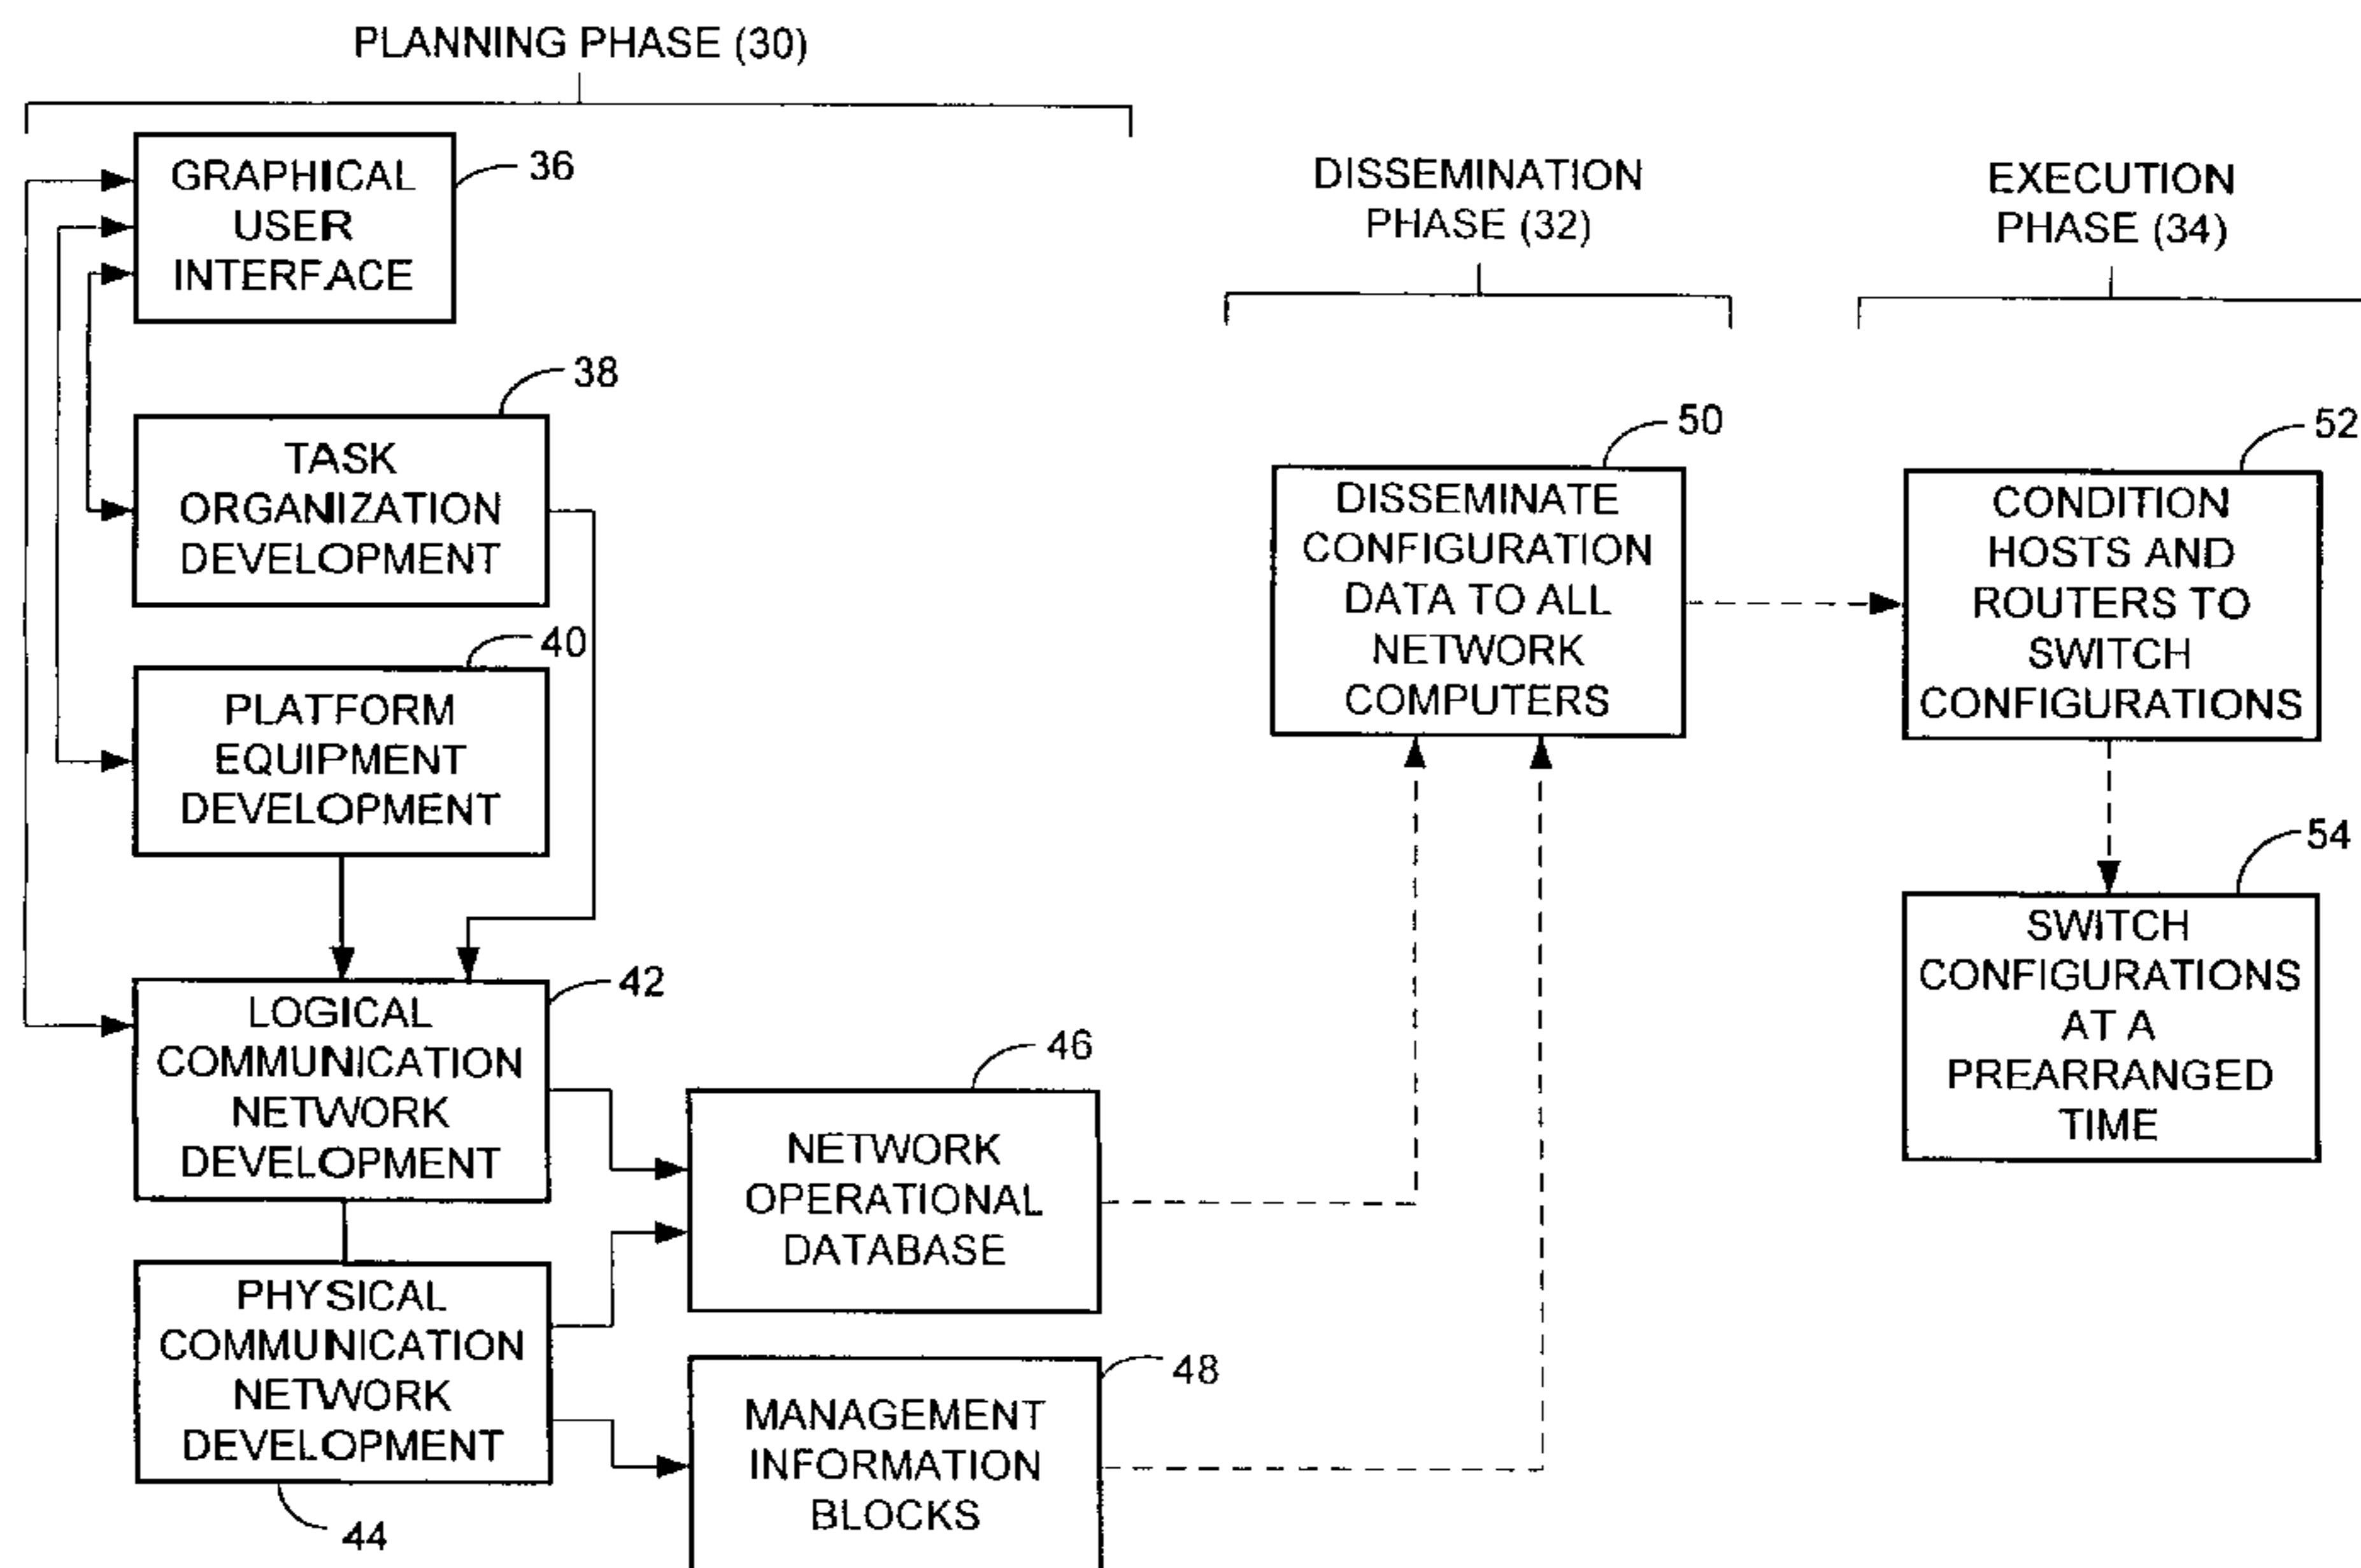 PLANNING PHASE (30)
GRAPHICAL
USER
INTERFACE
36
DISSEMINATION
PHASE (32)
EXECUTION
PHASE (34)
38
TASK
ORGANIZATION
DEVELOPMENT
40
PLATFORM
EQUIPMENT
DEVELOPMENT
42
LOGICAL
COMMUNICATION
NETWORK
DEVELOPMENT
PHYSICAL
COMMUNICATION
NETWORK
DEVELOPMENT
44
46
NETWORK
OPERATIONAL
DATABASE
48
MANAGEMENT
INFORMATION
BLOCKS
50
DISSEMINATE
CONFIGURATION
DATA TO ALL
NETWORK
COMPUTERS
52
CONDITION
HOSTS AND
ROUTERS TO
SWITCH
CONFIGURATIONS
54
SWITCH
CONFIGURATIONS
AT A
PREARRANGED
TIME